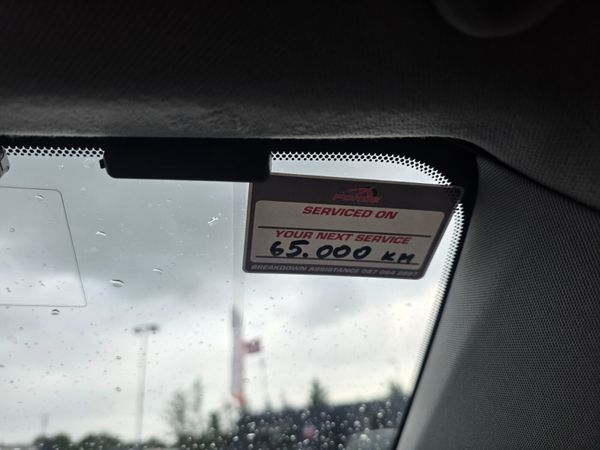 SERVICED ON
YOUR NEXT SERVICE
65.000 KM
BREAKDOWN ASSISTANCE